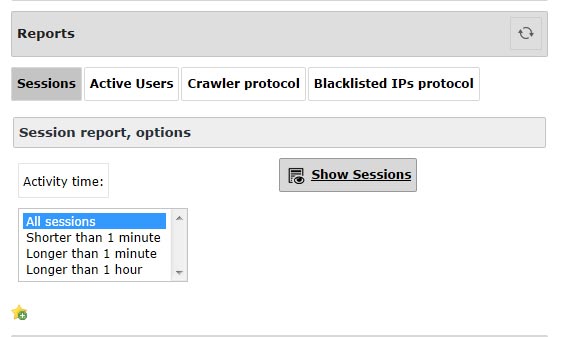 Reports
Sessions Active Users Crawler protocol Blacklisted IPs protocol
Session report, options
Activity time: Show Sessions
All sessions
Shorter than 1 minute
Longer than 1 minute
Longer than 1 hour